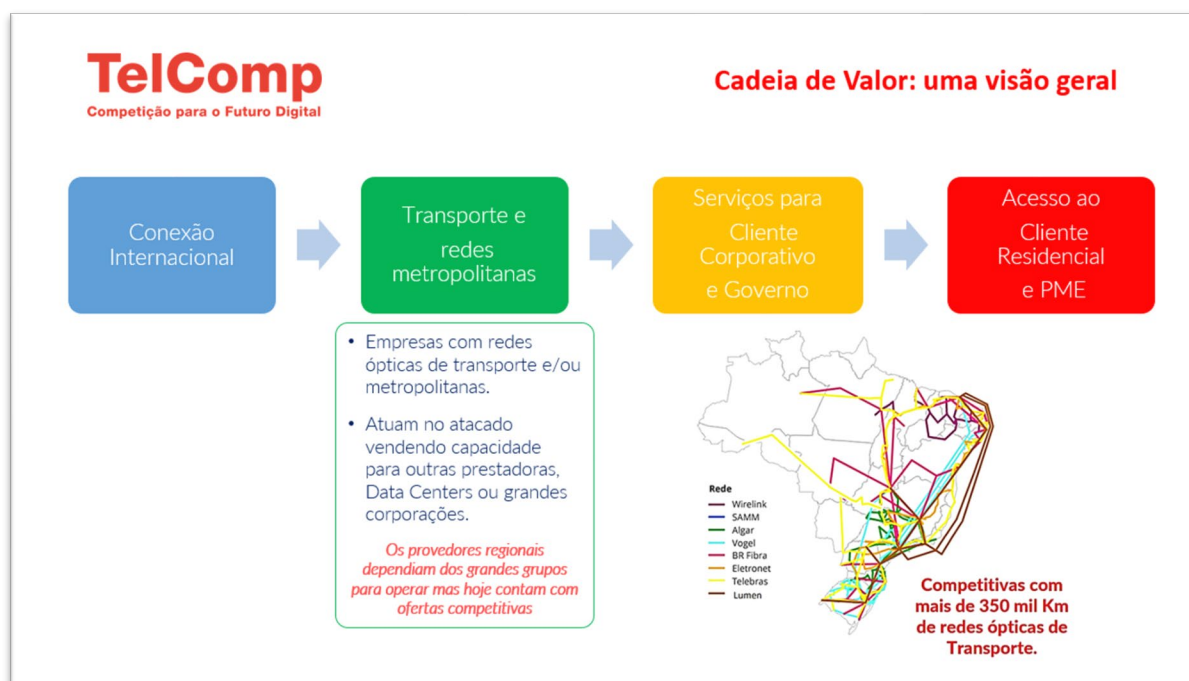 TelComp
Competição para o Futuro Digital
Cadeia de Valor: uma visão geral
Conexão
Internacional
Transporte e
redes
metropolitanas
Serviços para
Cliente
Corporativo
e Governo
Acesso ao
Cliente
Residencial
e PME
• Empresas com redes
ópticas de transporte e/ou
metropolitanas.
• Atuam no atacado
vendendo capacidade
para outras prestadoras,
Data Centers ou grandes
corporações.
Os provedores regionais
dependiam dos grandes grupos
para operar mas hoje contam com
ofertas competitivas
Rede
Wirelink
SAMM
Algar
Vogel
BR Fibra
Eletronet
Telebras
Lumen
Competitivas com
mais de 350 mil Km
de redes ópticas de
Transporte.